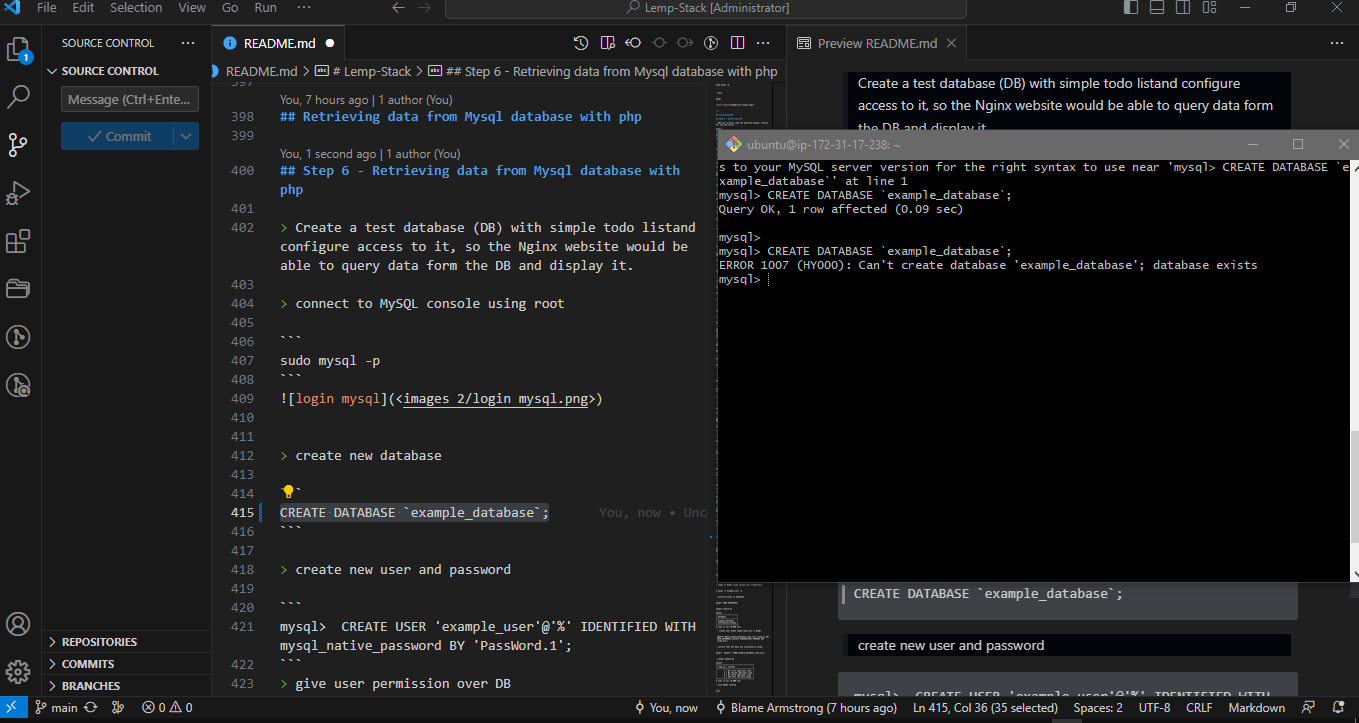 File Edit Selection View Go Run ··· Lemp-Stack [Administrator]
SOURCE CONTROL ···
SOURCE CONTROL
Message (Ctrl+Ente...
Commit
REPOSITORIES
COMMITS
BRANCHES
1
README.md
README.md > # Lemp-Stack > ## Step 6 - Retrieving data from Mysql database with php
397
You, 7 hours ago | 1 author (You)
398 ## Retrieving data from Mysql database with php
399
You, 1 second ago | 1 author (You)
400 ## Step 6 - Retrieving data from Mysql database with
php
401
402 > Create a test database (DB) with simple todo listand
configure access to it, so the Nginx website would be
able to query data form the DB and display it.
403
404 > connect to MySQL console using root
405
406 ```
407 sudo mysql -p
408 ```
409 ![login mysql](<images 2/login mysql.png>)
410
411
412 > create new database
413
414 `
415 CREATE DATABASE `example_database`; You, now • Unc
416 ```
417
418 > create new user and password
419
420 ```
421 mysql>  CREATE USER 'example_user'@'%' IDENTIFIED WITH
mysql_native_password BY 'PassWord.1';
422 ```
423 > give user permission over DB
Preview README.md
Create a test database (DB) with simple todo listand configure
access to it, so the Nginx website would be able to query data form
the DB and display it.
ubuntu@ip-172-31-17-238: ~
s to your MySQL server version for the right syntax to use near 'mysql> CREATE DATABASE `e
xample_database`' at line 1
mysql> CREATE DATABASE `example_database`;
Query OK, 1 row affected (0.09 sec)
mysql>
mysql> CREATE DATABASE `example_database`;
ERROR 1007 (HY000): Can't create database 'example_database'; database exists
mysql>
CREATE DATABASE `example_database`;
create new user and password
mysql>  CREATE USER 'example_user'@'%' IDENTIFIED WITH
main 0 0 You, now Blame Armstrong (7 hours ago) Ln 415, Col 36 (35 selected) Spaces: 2 UTF-8 CRLF Markdown